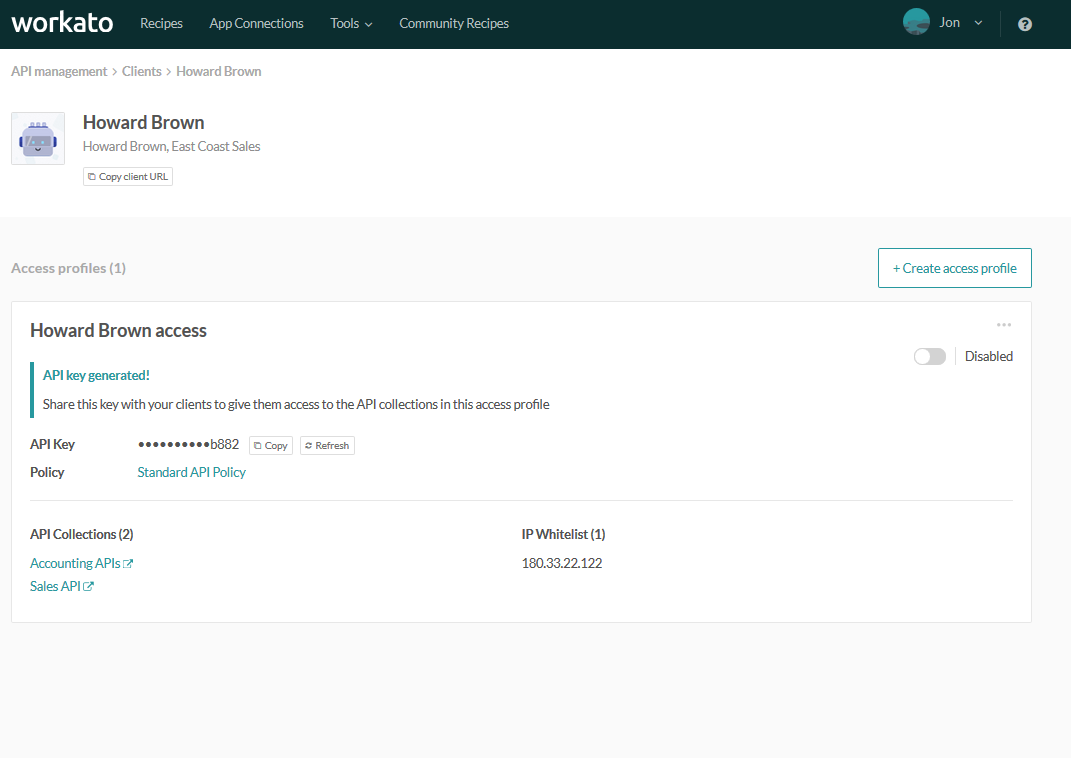 workato Recipes App Connections Tools Community Recipes Jon ?
API management > Clients > Howard Brown
Howard Brown
Howard Brown, East Coast Sales
Copy client URL
Access profiles (1)
+ Create access profile
Howard Brown access
Disabled
API key generated!
Share this key with your clients to give them access to the API collections in this access profile
API Key ••••••••••b882 Copy Refresh
Policy Standard API Policy
API Collections (2) IP Whitelist (1)
Accounting APIs 180.33.22.122
Sales API